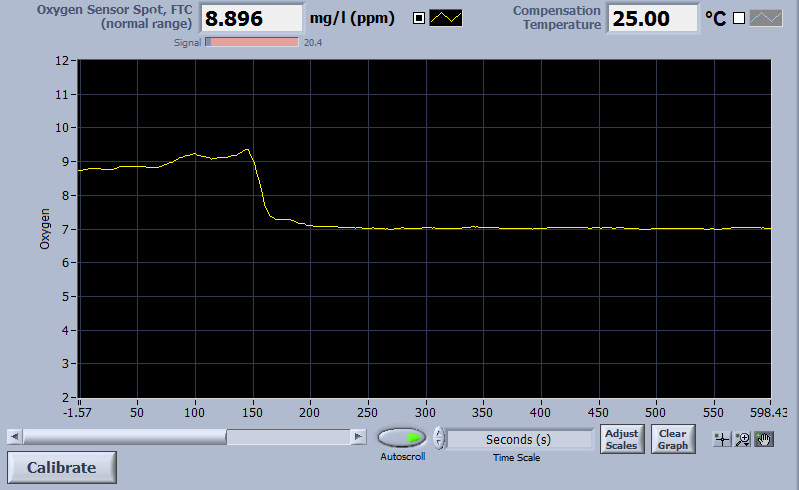 Oxygen Sensor Spot, FTC
(normal range)
8.896
mg/l (ppm)
Compensation
Temperature
25.00
°C
Signal
20.4
12
11
10
9
8
7
6
5
4
3
2
Oxygen
-1.57
50
100
150
200
250
300
350
400
450
500
550
598.43
Autoscroll
Seconds (s)
Time Scale
Adjust
Scales
Clear
Graph
Calibrate